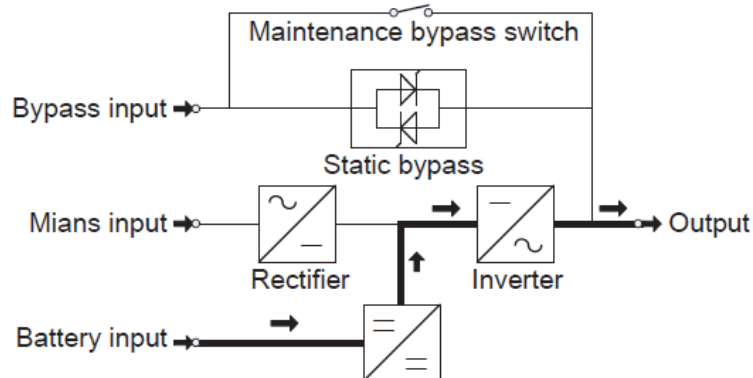 Maintenance bypass switch
Bypass input
Static bypass
Mians input
Output
Rectifier
Inverter
Battery input